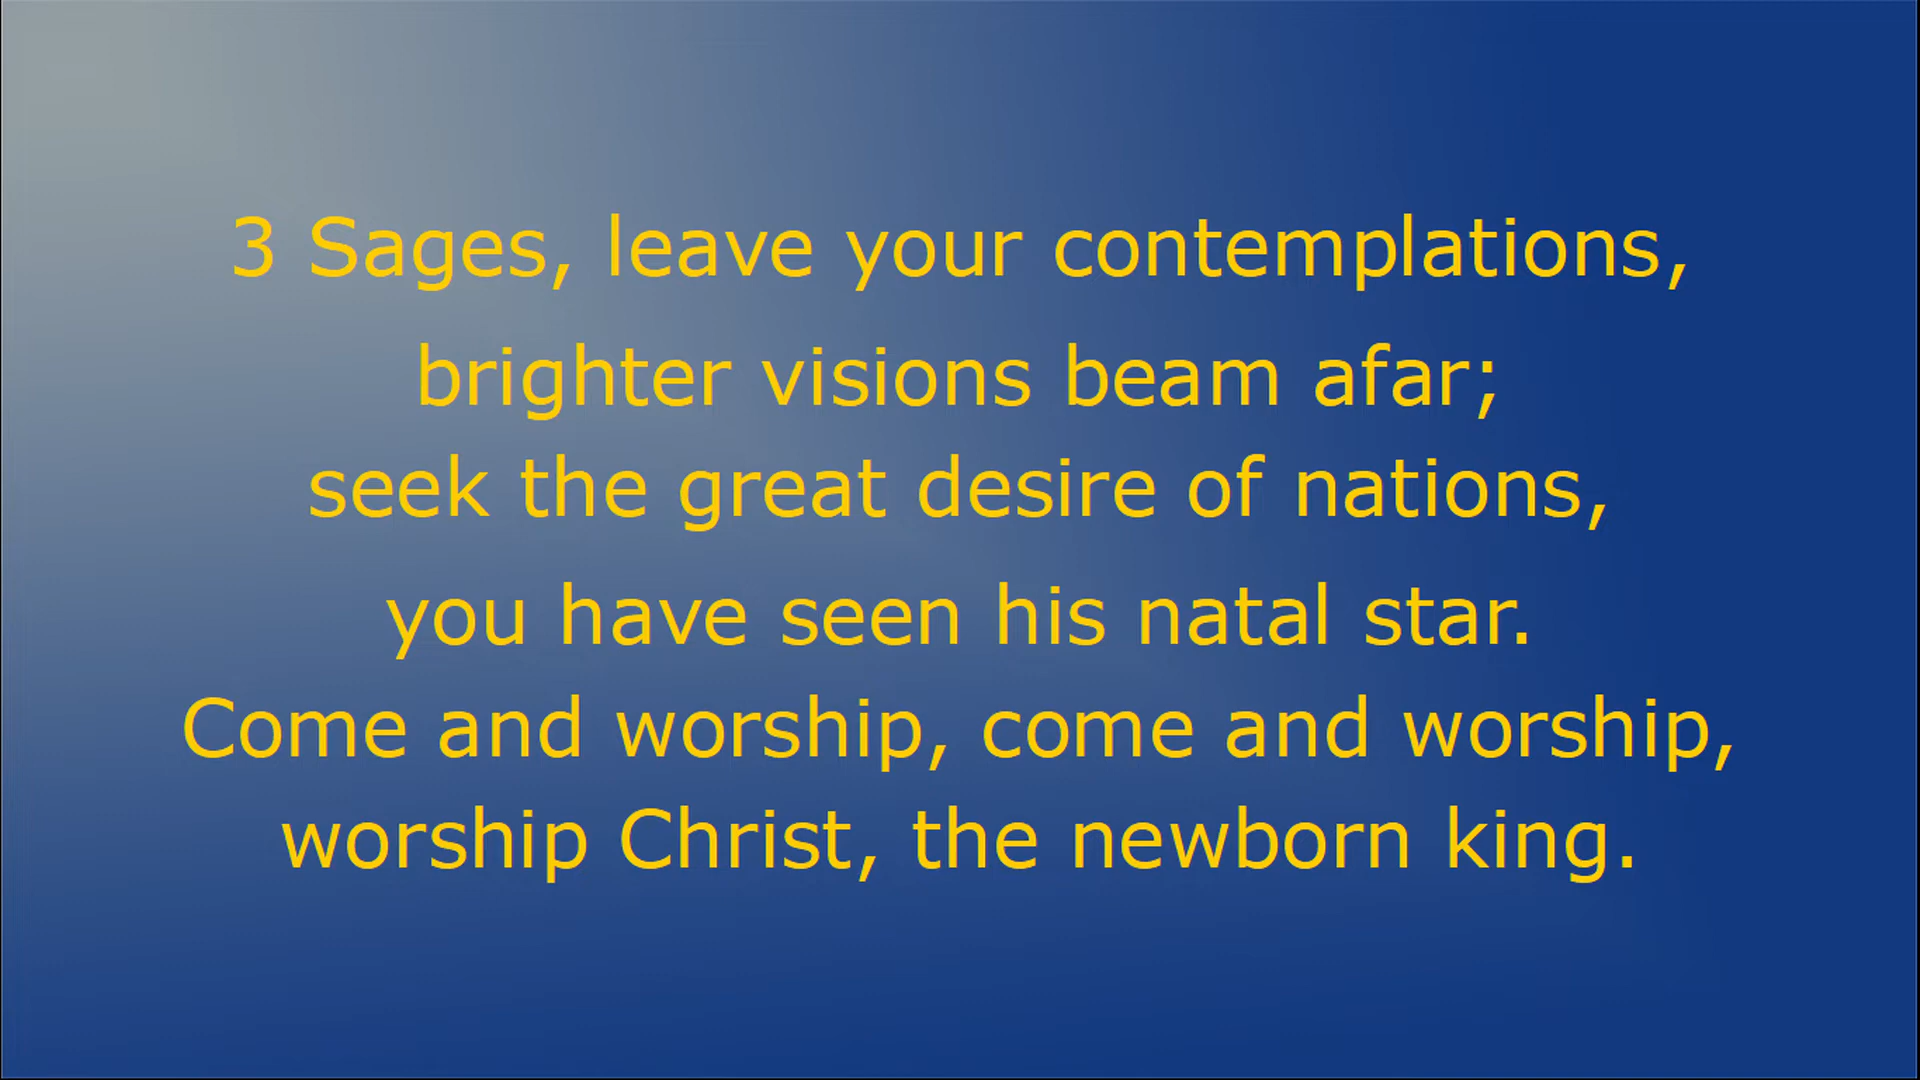 3 Sages, leave your contemplations,
brighter visions beam afar;
seek the great desire of nations,
you have seen his natal star.
Come and worship, come and worship,
worship Christ, the newborn king.